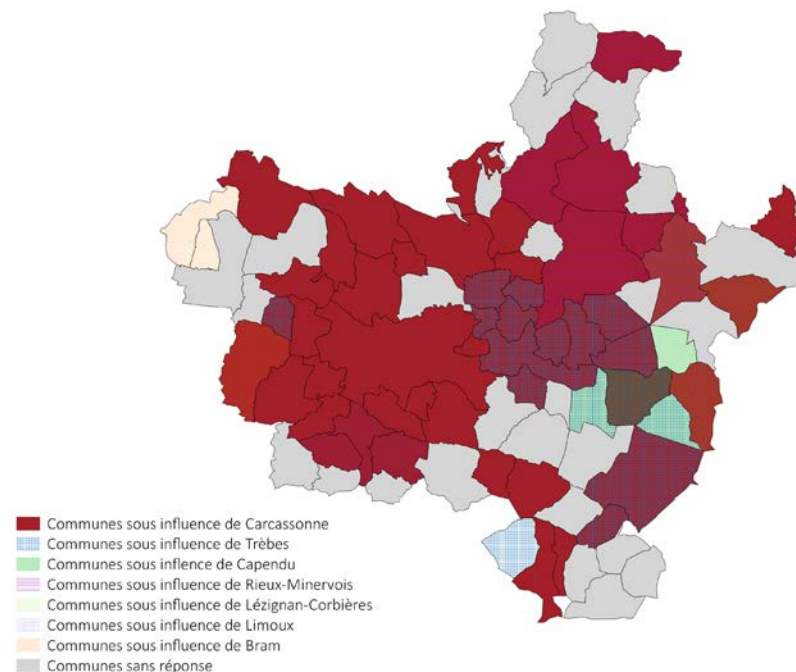 Communes sous influence de Carcassonne
Communes sous influence de Trèbes
Communes sous inflence de Capendu
Communes sous influence de Rieux-Minervois
Communes sous influence de Lézignan-Corbières
Communes sous influence de Limoux
Communes sous influence de Bram
Communes sans réponse